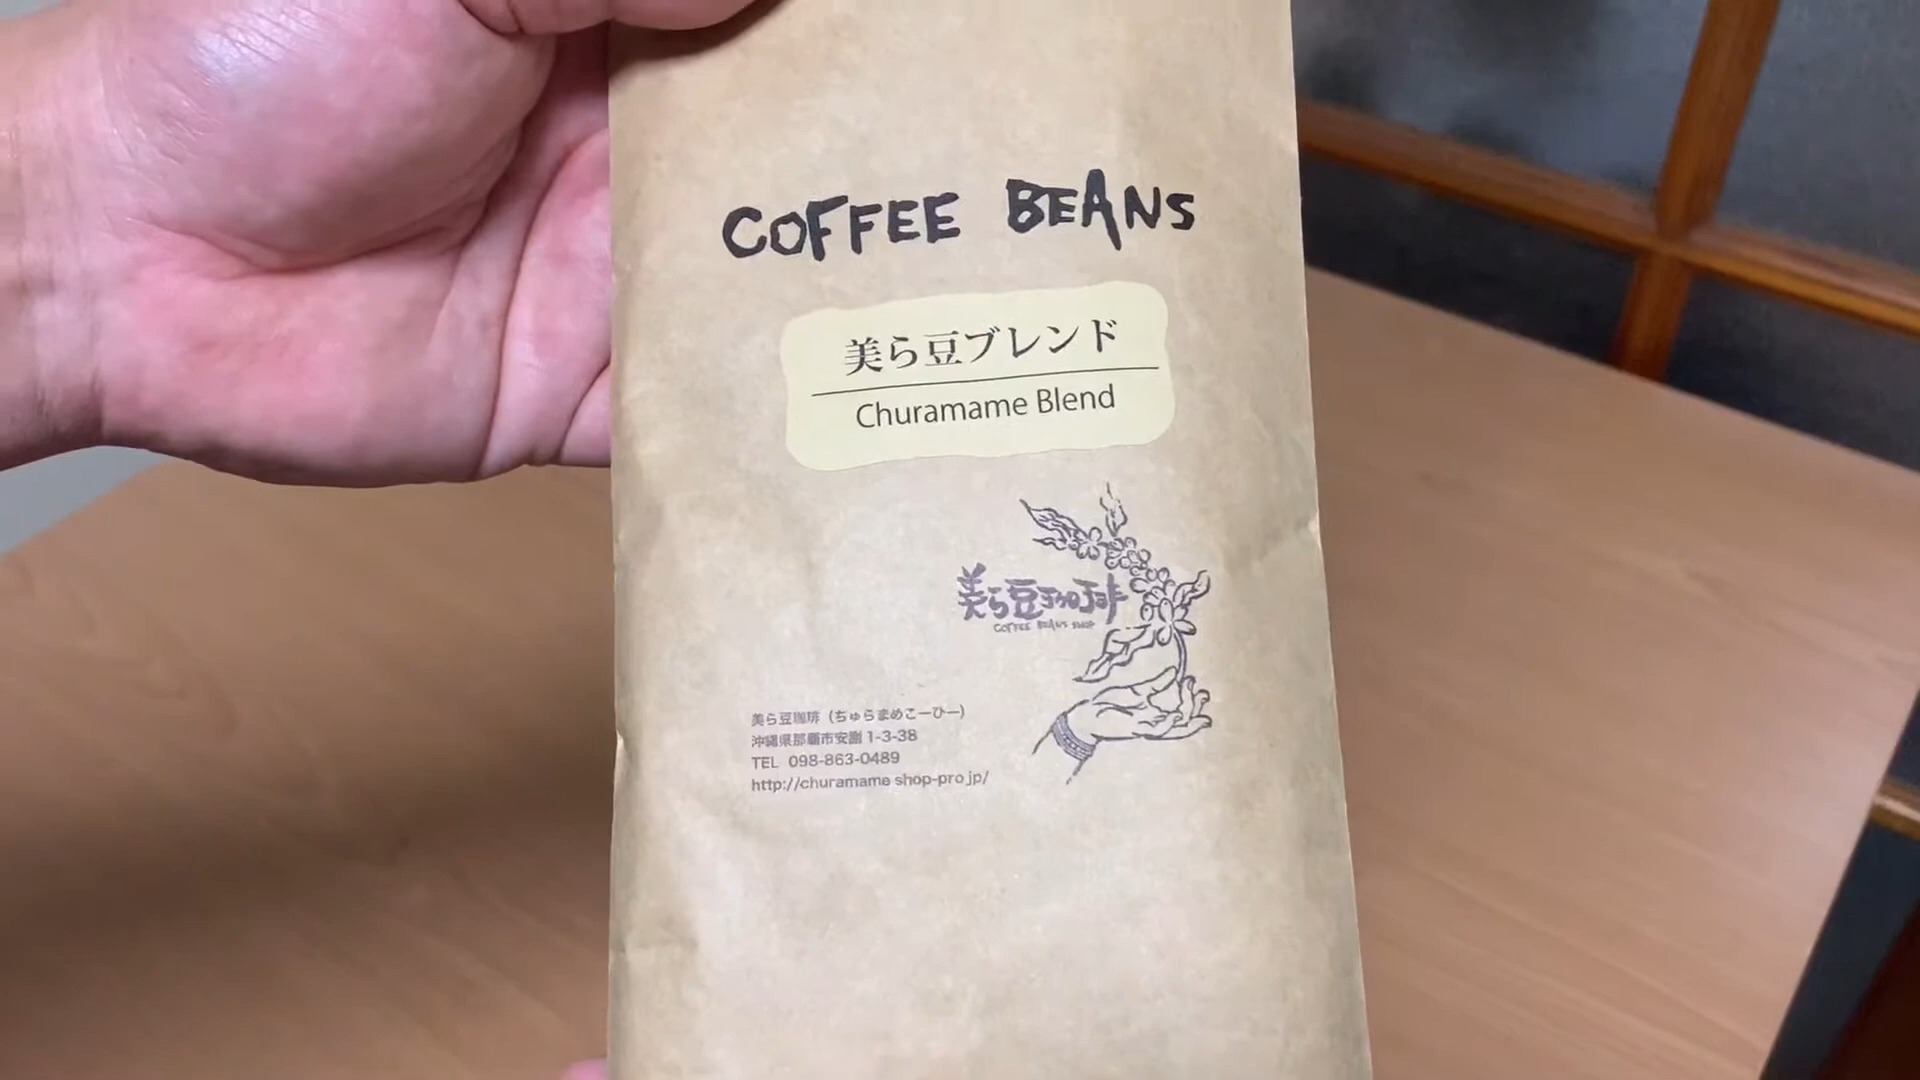 COFFEE BEANS
美ら豆ブレンド
Churamame Blend
美ら豆珈琲
COFFEE BEANS SHOP
美ら豆珈琲（ちゅらまめこーひー）
沖縄県那覇市安謝 1-3-38
TEL 098-863-0489
http://churamame.shop-pro.jp/